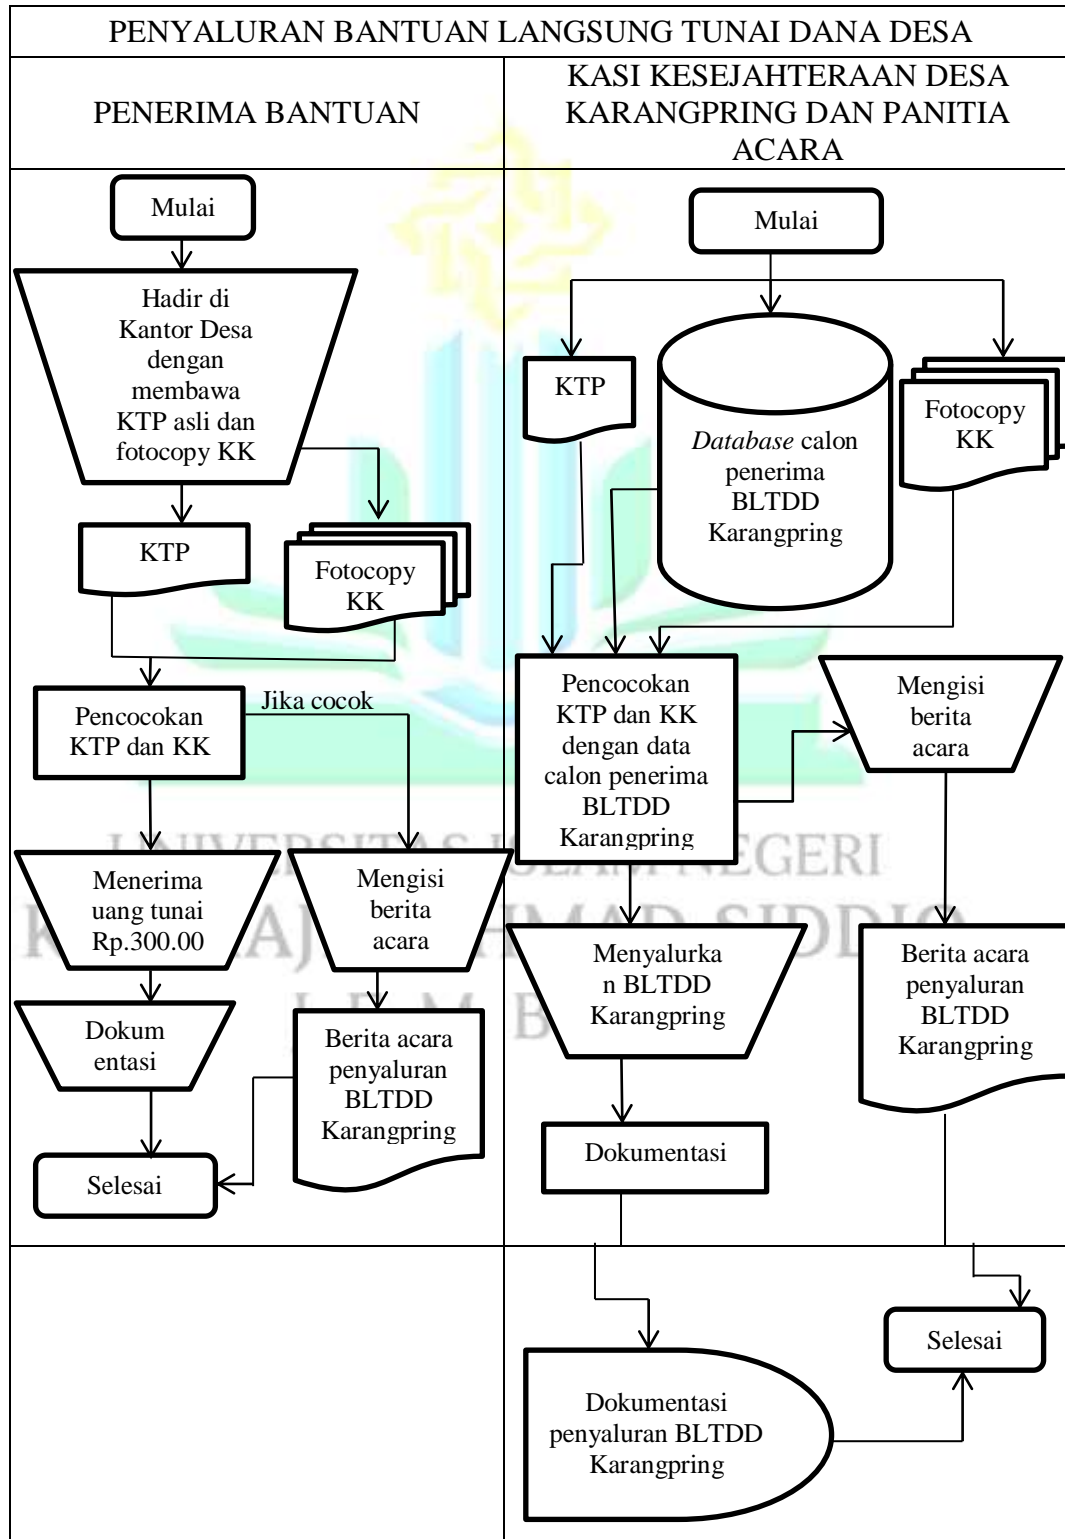 PENYALURAN BANTUAN LANGSUNG TUNAI DANA DESA
PENERIMA BANTUAN
KASI KESEJAHTERAAN DESA
KARANGPRING DAN PANITIA
ACARA
Mulai
Hadir di
Kantor Desa
dengan
membawa
KTP asli dan
fotocopy KK
KTP
Fotocopy
KK
Pencocokan
KTP dan KK
Jika cocok
Menerima
uang tunai
Rp.300.00
Mengisi
berita
acara
Dokum
entasi
Berita acara
penyaluran
BLTDD
Karangpring
Selesai
Mulai
KTP
Database calon
penerima
BLTDD
Karangpring
Fotocopy
KK
Pencocokan
KTP dan KK
dengan data
calon penerima
BLTDD
Karangpring
Mengisi
berita
acara
Menyalurka
n BLTDD
Karangpring
Berita acara
penyaluran
BLTDD
Karangpring
Dokumentasi
Dokumentasi
penyaluran BLTDD
Karangpring
Selesai